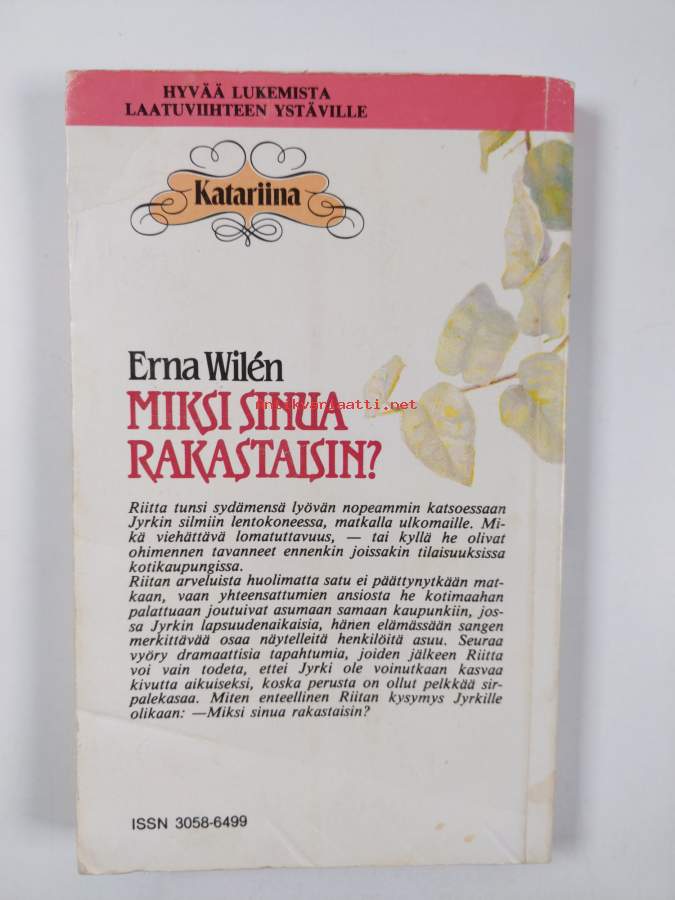 HYVÄÄ LUKEMISTA
LAATUVIIHTEEN YSTÄVILLE
Katariina
Erna Wilén
MIKSI SINUA
antikvariaatti.net
RAKASTAISIN?
Riitta tunsi sydämensä lyövän nopeammin katsoessaan
Jyrkin silmiin lentokoneessa, matkalla ulkomaille. Mi-
kä viehättävä lomatuttavuus, — tai kyllä he olivat
ohimennen tavanneet ennenkin joissakin tilaisuuksissa
kotikaupungissa.
Riitan arveluista huolimatta satu ei päättynytkään mat-
kaan, vaan yhteensattumien ansiosta he kotimaahan
palattuaan joutuivat asumaan samaan kaupunkiin, jos-
sa Jyrkin lapsuudenaikaisia, hänen elämässään sangen
merkittävää osaa näytelleitä henkilöitä asuu. Seuraa
vyöry dramaattisia tapahtumia, joiden jälkeen Riitta
voi vain todeta, ettei Jyrki ole voinutkaan kasvaa
kivutta aikuiseksi, koska perusta on ollut pelkkää sir-
palekasaa. Miten enteellinen Riitan kysymys Jyrkille
olikaan: —Miksi sinua rakastaisin?
ISSN 3058-6499